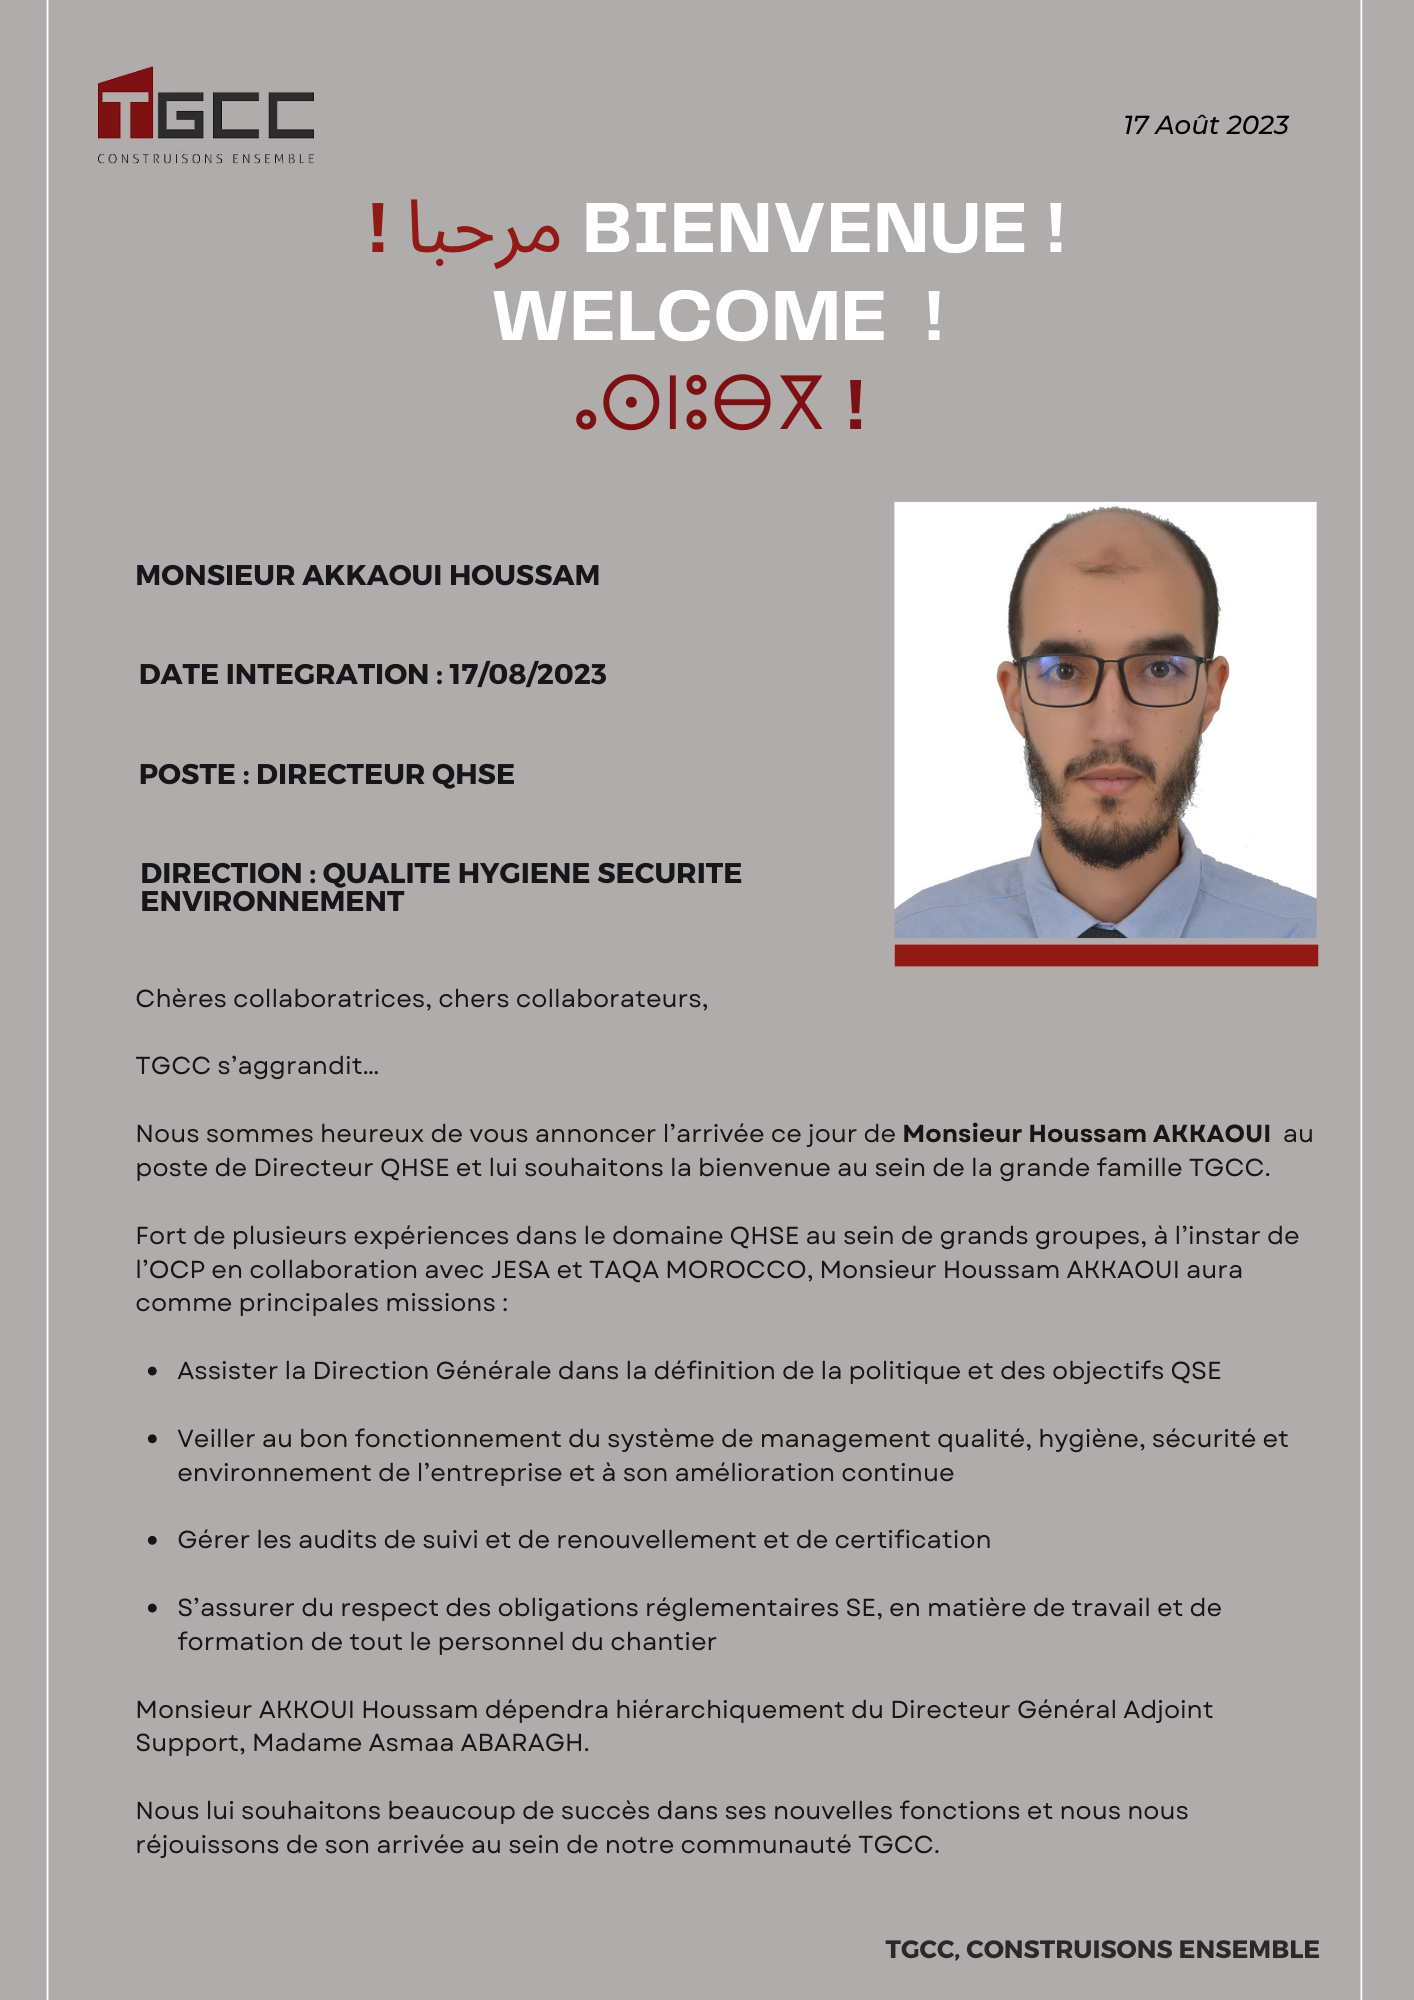 TGCC
CONSTRUISONS ENSEMBLE
17 Août 2023
! مرحبا BIENVENUE !
WELCOME !
ⴰⵙⵏⵓⴱⴳ !
MONSIEUR AKKAOUI HOUSSAM
DATE INTEGRATION : 17/08/2023
POSTE : DIRECTEUR QHSE
DIRECTION : QUALITE HYGIENE SECURITE
ENVIRONNEMENT
Chères collaboratrices, chers collaborateurs,
TGCC s’aggrandit...
Nous sommes heureux de vous annoncer l’arrivée ce jour de Monsieur Houssam AKKAOUI au
poste de Directeur QHSE et lui souhaitons la bienvenue au sein de la grande famille TGCC.
Fort de plusieurs expériences dans le domaine QHSE au sein de grands groupes, à l’instar de
l’OCP en collaboration avec JESA et TAQA MOROCCO, Monsieur Houssam AKKAOUI aura
comme principales missions :
• Assister la Direction Générale dans la définition de la politique et des objectifs QSE
• Veiller au bon fonctionnement du système de management qualité, hygiène, sécurité et
environnement de l’entreprise et à son amélioration continue
• Gérer les audits de suivi et de renouvellement et de certification
• S’assurer du respect des obligations réglementaires SE, en matière de travail et de
formation de tout le personnel du chantier
Monsieur AKKOUI Houssam dépendra hiérarchiquement du Directeur Général Adjoint
Support, Madame Asmaa ABARAGH.
Nous lui souhaitons beaucoup de succès dans ses nouvelles fonctions et nous nous
réjouissons de son arrivée au sein de notre communauté TGCC.
TGCC, CONSTRUISONS ENSEMBLE